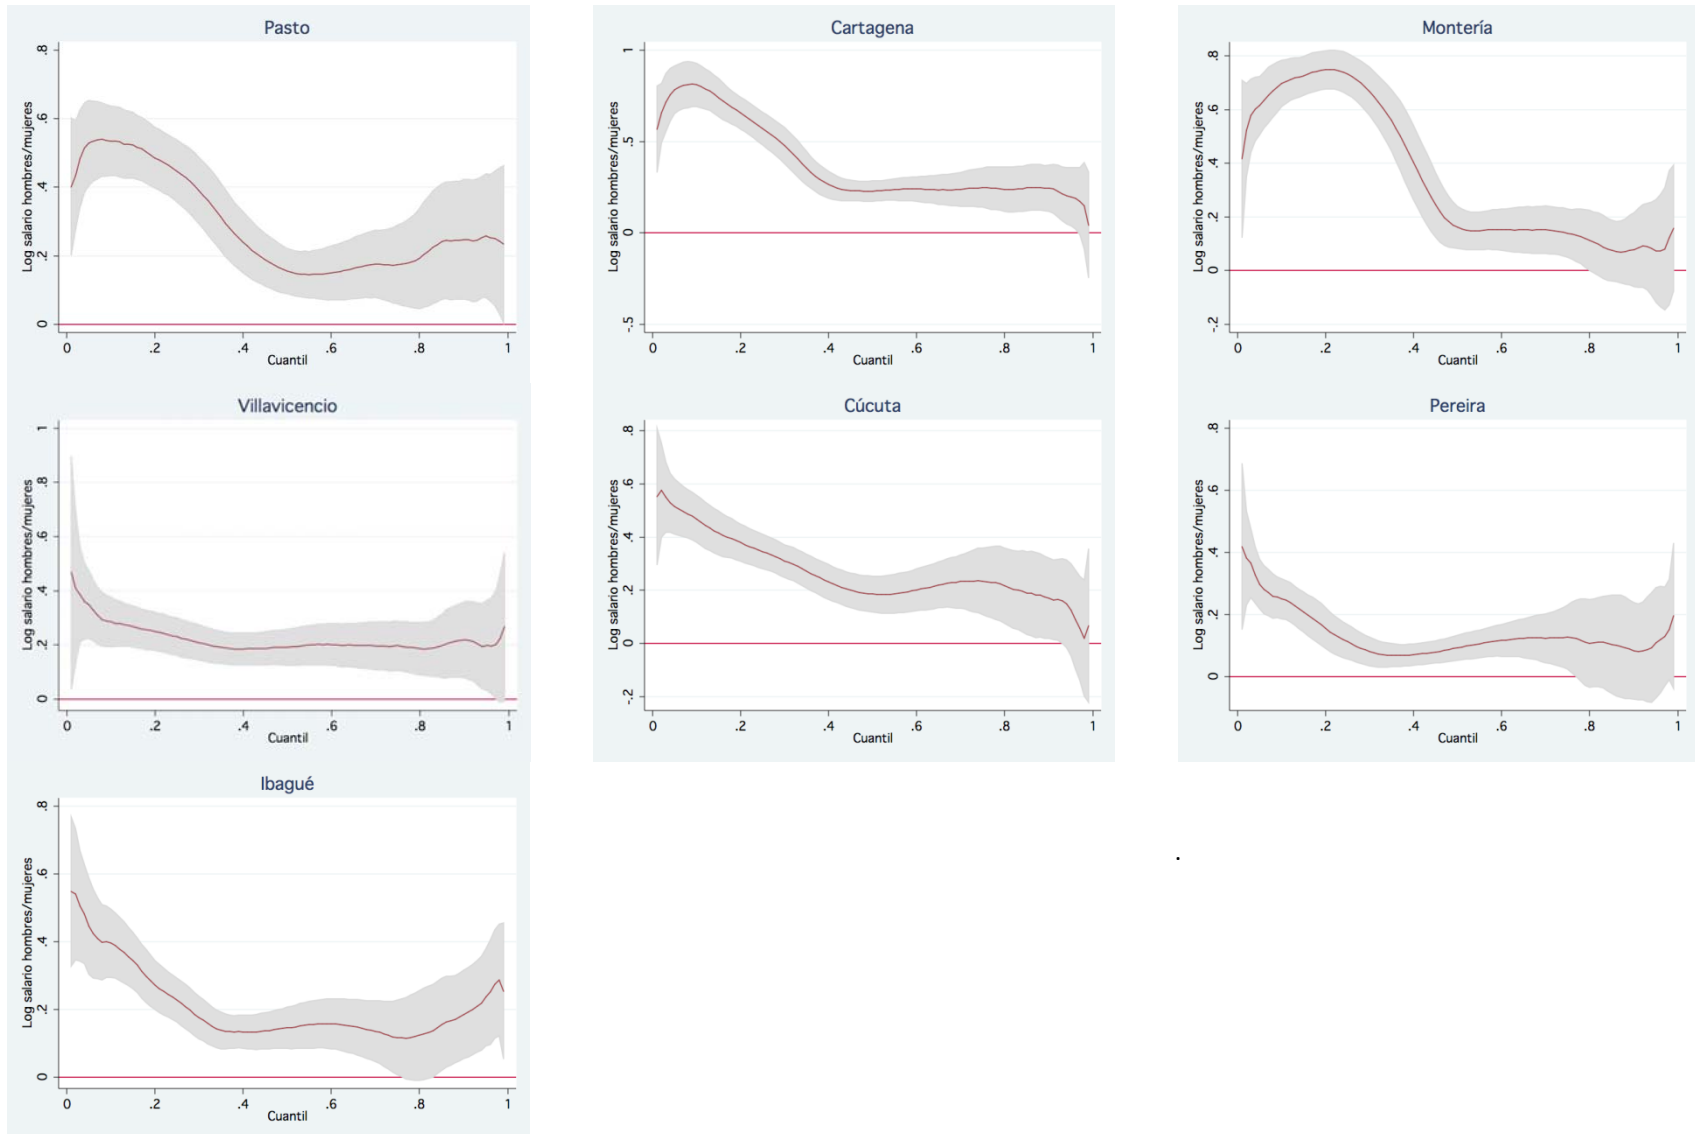 Pasto
Log salario hombres/mujeres
.8
.6
.4
.2
0
0 .2 .4 .6 .8 1
Cuantil
Cartagena
Log salario hombres/mujeres
1
.5
0
-.5
0 .2 .4 .6 .8 1
Cuantil
Montería
Log salario hombres/mujeres
.8
.6
.4
.2
0
-.2
0 .2 .4 .6 .8 1
Cuantil
Villavicencio
Log salario hombres/mujeres
1
.8
.6
.4
.2
0
0 .2 .4 .6 .8 1
Cuantil
Cúcuta
Log salario hombres/mujeres
.8
.6
.4
.2
0
-.2
0 .2 .4 .6 .8 1
Cuantil
Pereira
Log salario hombres/mujeres
.8
.6
.4
.2
0
0 .2 .4 .6 .8 1
Cuantil
Ibagué
Log salario hombres/mujeres
.8
.6
.4
.2
0
0 .2 .4 .6 .8 1
Cuantil
.